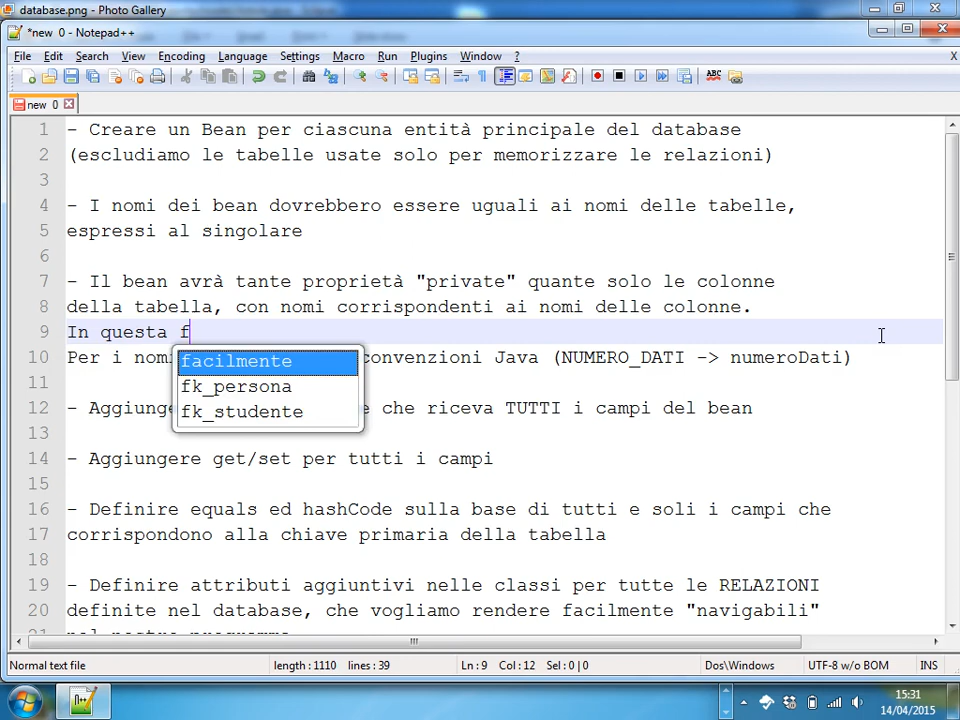 database.png - Photo Gallery
*new 0 - Notepad++
File Edit Search View Encoding Language Settings Macro Run Plugins Window ? X
ABC
new 0
1 - Creare un Bean per ciascuna entità principale del database
2 (escludiamo le tabelle usate solo per memorizzare le relazioni)
3
4 - I nomi dei bean dovrebbero essere uguali ai nomi delle tabelle,
5 espressi al singolare
6
7 - Il bean avrà tante proprietà "private" quante solo le colonne
8 della tabella, con nomi corrispondenti ai nomi delle colonne.
9 In questa f
facilmente
10 Per i nomi convenzioni Java (NUMERO_DATI -> numeroDati)
fk_persona
11
12 - Aggiungere che riceva TUTTI i campi del bean
fk_studente
13
14 - Aggiungere get/set per tutti i campi
15
16 - Definire equals ed hashCode sulla base di tutti e soli i campi che
17 corrispondono alla chiave primaria della tabella
18
19 - Definire attributi aggiuntivi nelle classi per tutte le RELAZIONI
20 definite nel database, che vogliamo rendere facilmente "navigabili"
21 nel nostro programma
Normal text file length : 1110 lines : 39 Ln : 9 Col : 12 Sel : 0 | 0 Dos\Windows UTF-8 w/o BOM INS
15:31
14/04/2015